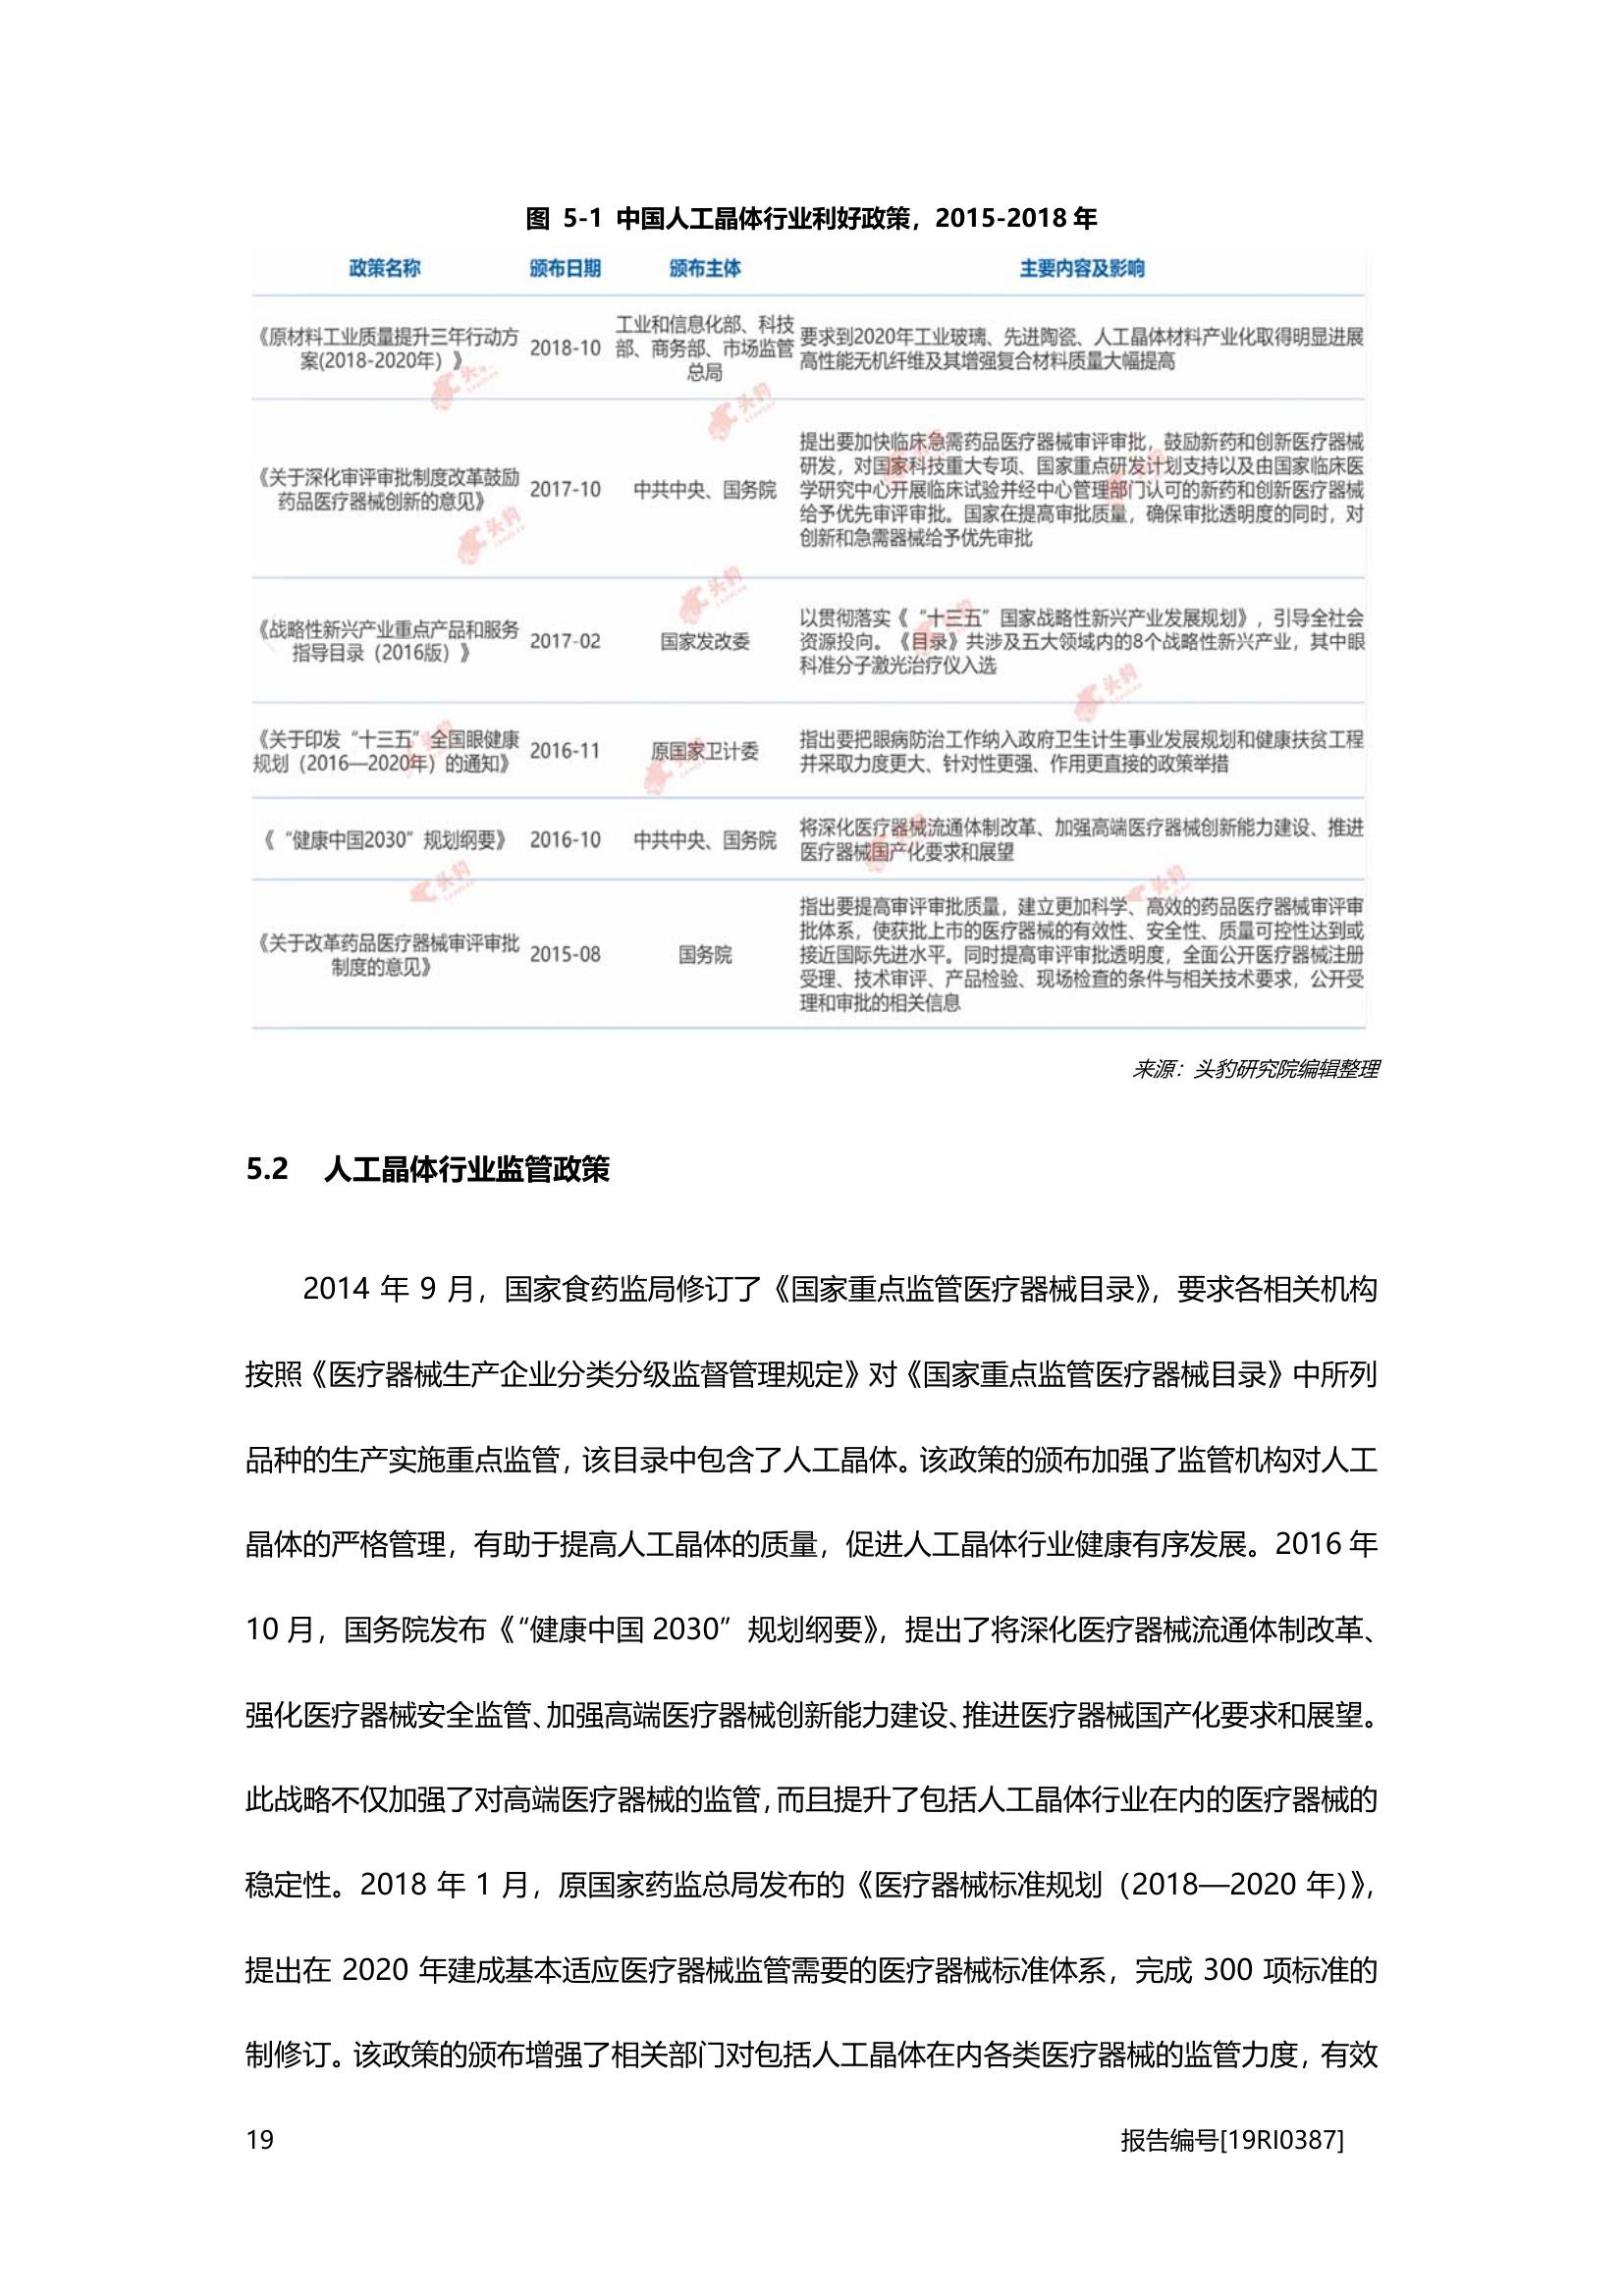 图 5-1 中国人工晶体行业利好政策，2015-2018 年
政策名称 颁布日期 颁布主体 主要内容及影响
《原材料工业质量提升三年行动方
案(2018-2020年）》
2018-10
工业和信息化部、科技
部、商务部、市场监管
总局
要求到2020年工业玻璃、先进陶瓷、人工晶体材料产业化取得明显进展
高性能无机纤维及其增强复合材料质量大幅提高
《关于深化审评审批制度改革鼓励
药品医疗器械创新的意见》
2017-10
中共中央、国务院
提出要加快临床急需药品医疗器械审评审批，鼓励新药和创新医疗器械
研发，对国家科技重大专项、国家重点研发计划支持以及由国家临床医
学研究中心开展临床试验并经中心管理部门认可的新药和创新医疗器械
给予优先审评审批。国家在提高审批质量，确保审批透明度的同时，对
创新和急需器械给予优先审批
《战略性新兴产业重点产品和服务
指导目录（2016版）》
2017-02
国家发改委
以贯彻落实《“十三五”国家战略性新兴产业发展规划》，引导全社会
资源投向。《目录》共涉及五大领域内的8个战略性新兴产业，其中眼
科准分子激光治疗仪入选
《关于印发“十三五”全国眼健康
规划（2016—2020年）的通知》
2016-11
原国家卫计委
指出要把眼病防治工作纳入政府卫生计生事业发展规划和健康扶贫工程
并采取力度更大、针对性更强、作用更直接的政策举措
《“健康中国2030”规划纲要》
2016-10
中共中央、国务院
将深化医疗器械流通体制改革、加强高端医疗器械创新能力建设、推进
医疗器械国产化要求和展望
《关于改革药品医疗器械审评审批
制度的意见》
2015-08
国务院
指出要提高审评审批质量，建立更加科学、高效的药品医疗器械审评审
批体系，使获批上市的医疗器械的有效性、安全性、质量可控性达到或
接近国际先进水平。同时提高审评审批透明度，全面公开医疗器械注册
受理、技术审评、产品检验、现场检查的条件与相关技术要求，公开受
理和审批的相关信息
来源：头豹研究院编辑整理
5.2 人工晶体行业监管政策
2014 年 9 月，国家食药监局修订了《国家重点监管医疗器械目录》，要求各相关机构
按照《医疗器械生产企业分类分级监督管理规定》对《国家重点监管医疗器械目录》中所列
品种的生产实施重点监管，该目录中包含了人工晶体。该政策的颁布加强了监管机构对人工
晶体的严格管理，有助于提高人工晶体的质量，促进人工晶体行业健康有序发展。2016 年
10 月，国务院发布《“健康中国 2030”规划纲要》，提出了将深化医疗器械流通体制改革、
强化医疗器械安全监管、加强高端医疗器械创新能力建设、推进医疗器械国产化要求和展望。
此战略不仅加强了对高端医疗器械的监管，而且提升了包括人工晶体行业在内的医疗器械的
稳定性。2018 年 1 月，原国家药监总局发布的《医疗器械标准规划（2018—2020 年）》，
提出在 2020 年建成基本适应医疗器械监管需要的医疗器械标准体系，完成 300 项标准的
制修订。该政策的颁布增强了相关部门对包括人工晶体在内各类医疗器械的监管力度，有效
19 报告编号[19RI0387]